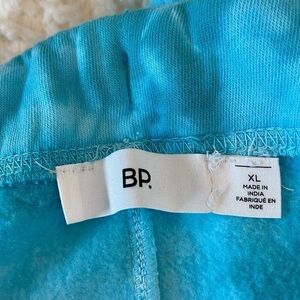 BP.
XL
MADE IN
INDIA
FABRIQUÉ EN
INDE